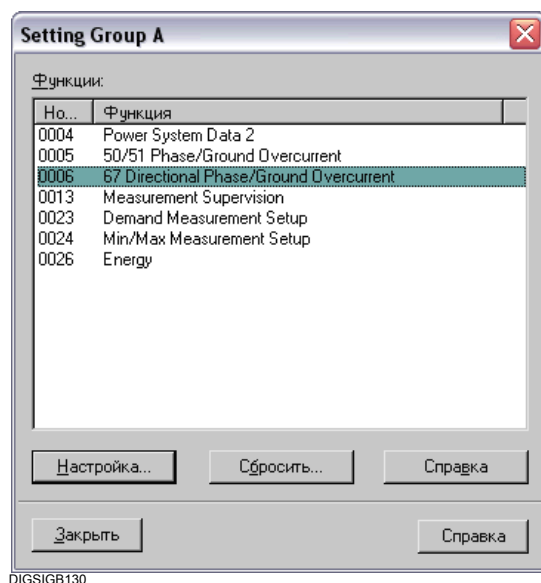 Setting Group A
Функции:
Но... Функция
0004 Power System Data 2
0005 50/51 Phase/Ground Overcurrent
0006 67 Directional Phase/Ground Overcurrent
0013 Measurement Supervision
0023 Demand Measurement Setup
0024 Min/Max Measurement Setup
0026 Energy
Настройка... Сбросить... Справка
Закрыть Справка
DIGSIGB130